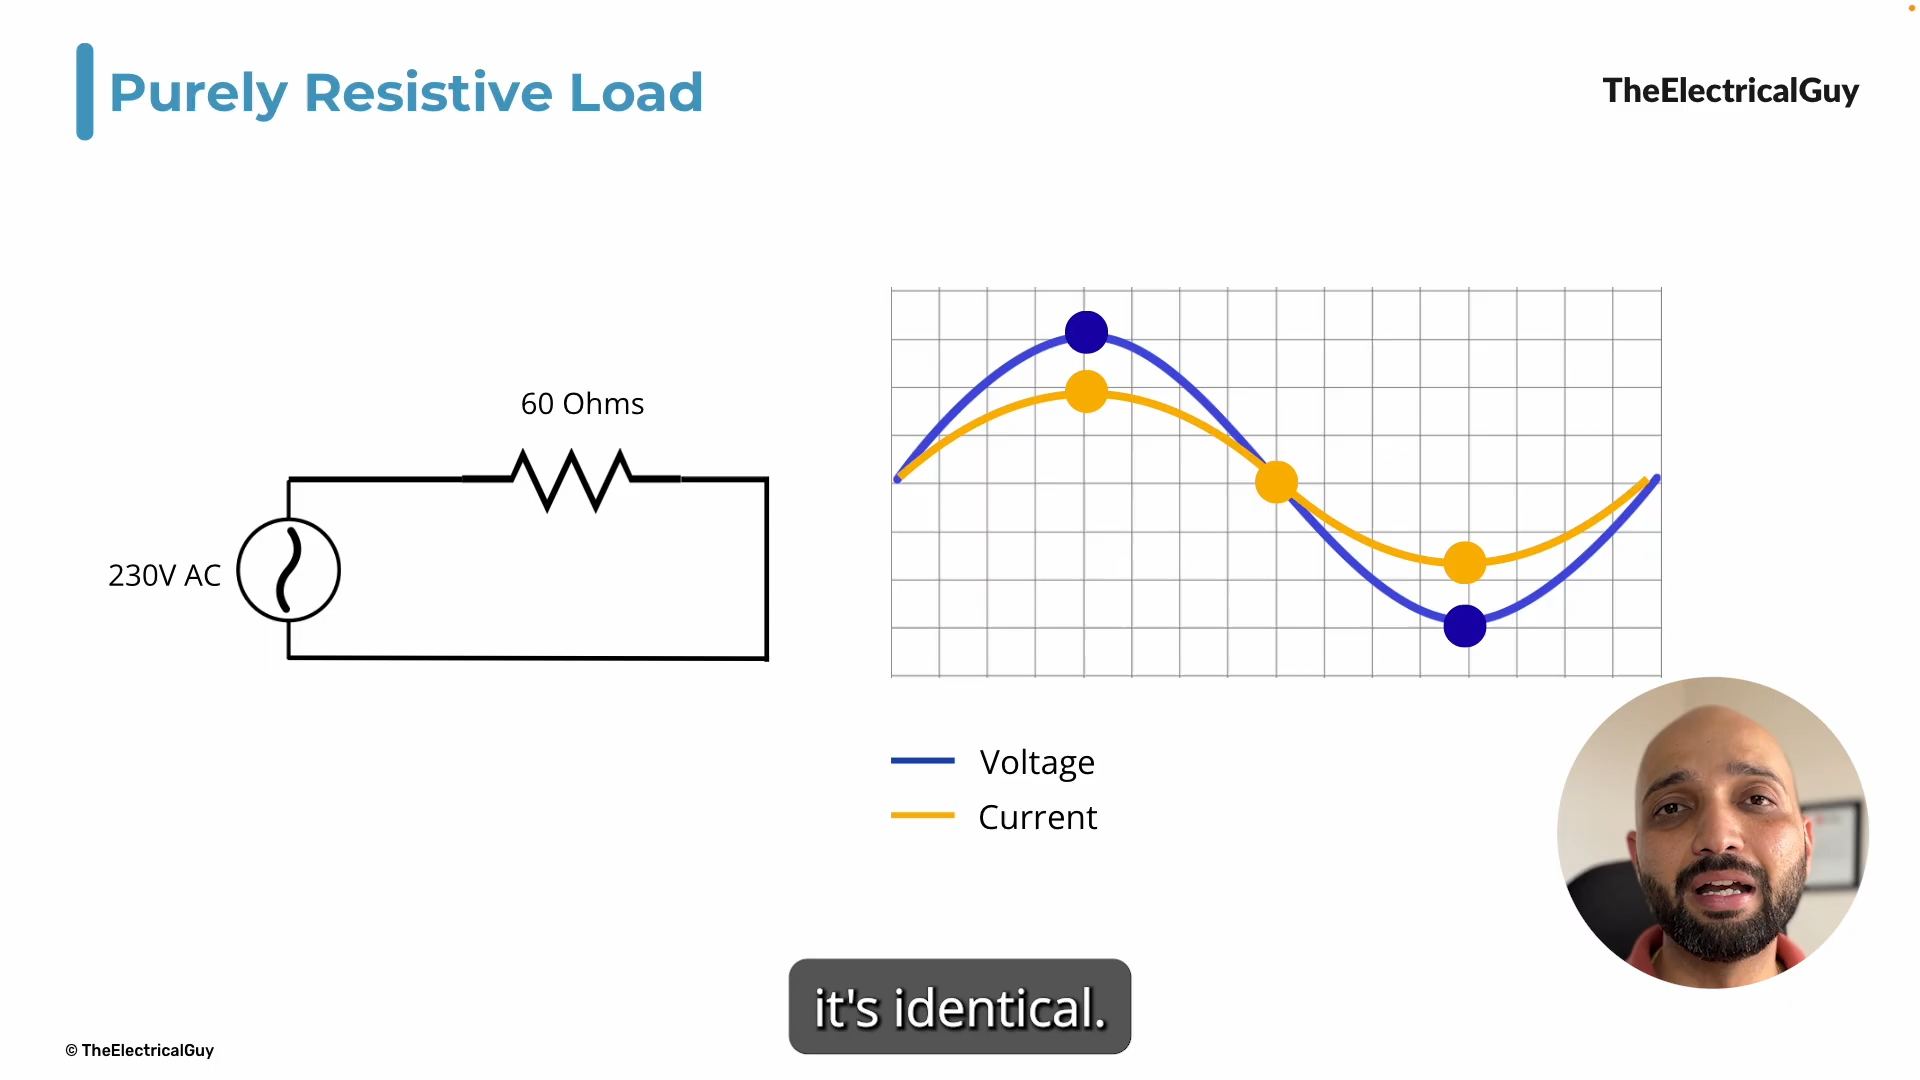 Purely Resistive Load
TheElectricalGuy
60 Ohms
230V AC
Voltage
Current
it's identical.
© TheElectricalGuy